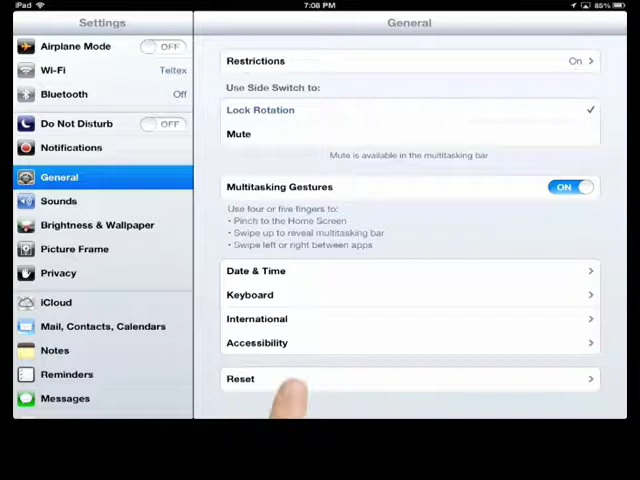 iPad
7:08 PM
85%
Settings
General
Airplane Mode
OFF
Wi-Fi
Teltex
Bluetooth
Off
Do Not Disturb
OFF
Notifications
General
Sounds
Brightness & Wallpaper
Picture Frame
Privacy
iCloud
Mail, Contacts, Calendars
Notes
Reminders
Messages
Restrictions
On
Use Side Switch to:
Lock Rotation
Mute
Mute is available in the multitasking bar
Multitasking Gestures
ON
Use four or five fingers to:
• Pinch to the Home Screen
• Swipe up to reveal multitasking bar
• Swipe left or right between apps
Date & Time
Keyboard
International
Accessibility
Reset